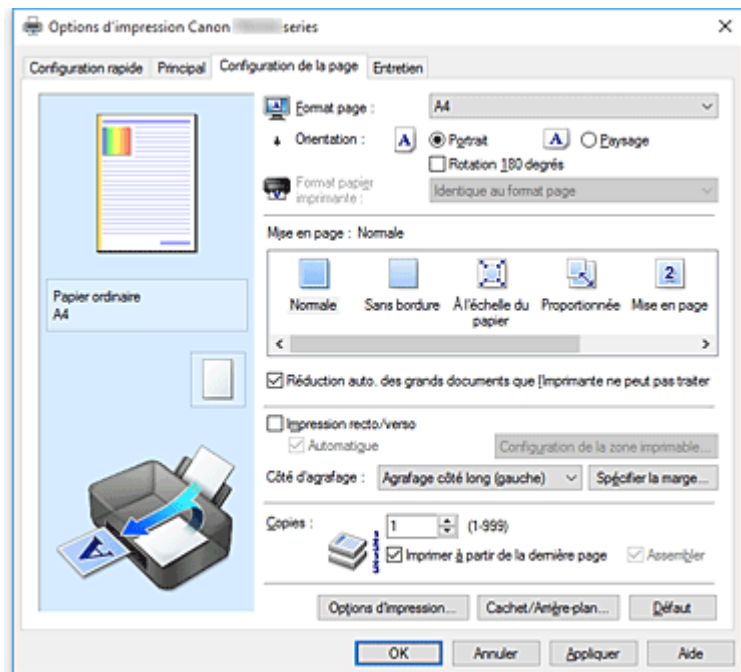 Options d'impression Canon series
Configuration rapide Principal Configuration de la page Entretien
Format page : A4
Orientation : A Portrait A Paysage
Rotation 180 degrés
Format papier imprimante : Identique au format page
Mise en page : Normale
Normale Sans bordure À l'échelle du papier Proportionnée 2 Mise en page
Papier ordinaire
A4
Réduction auto. des grands documents que l'imprimante ne peut pas traiter
Impression recto/verso
Automatique Configuration de la zone imprimable...
Côté d'agrafage : Agrafage côté long (gauche) Spécifier la marge...
Copies : 1 (1-999)
Imprimer à partir de la dernière page Assembler
Options d'impression... Cachet/Arrière-plan... Défaut
OK Annuler Appliquer Aide